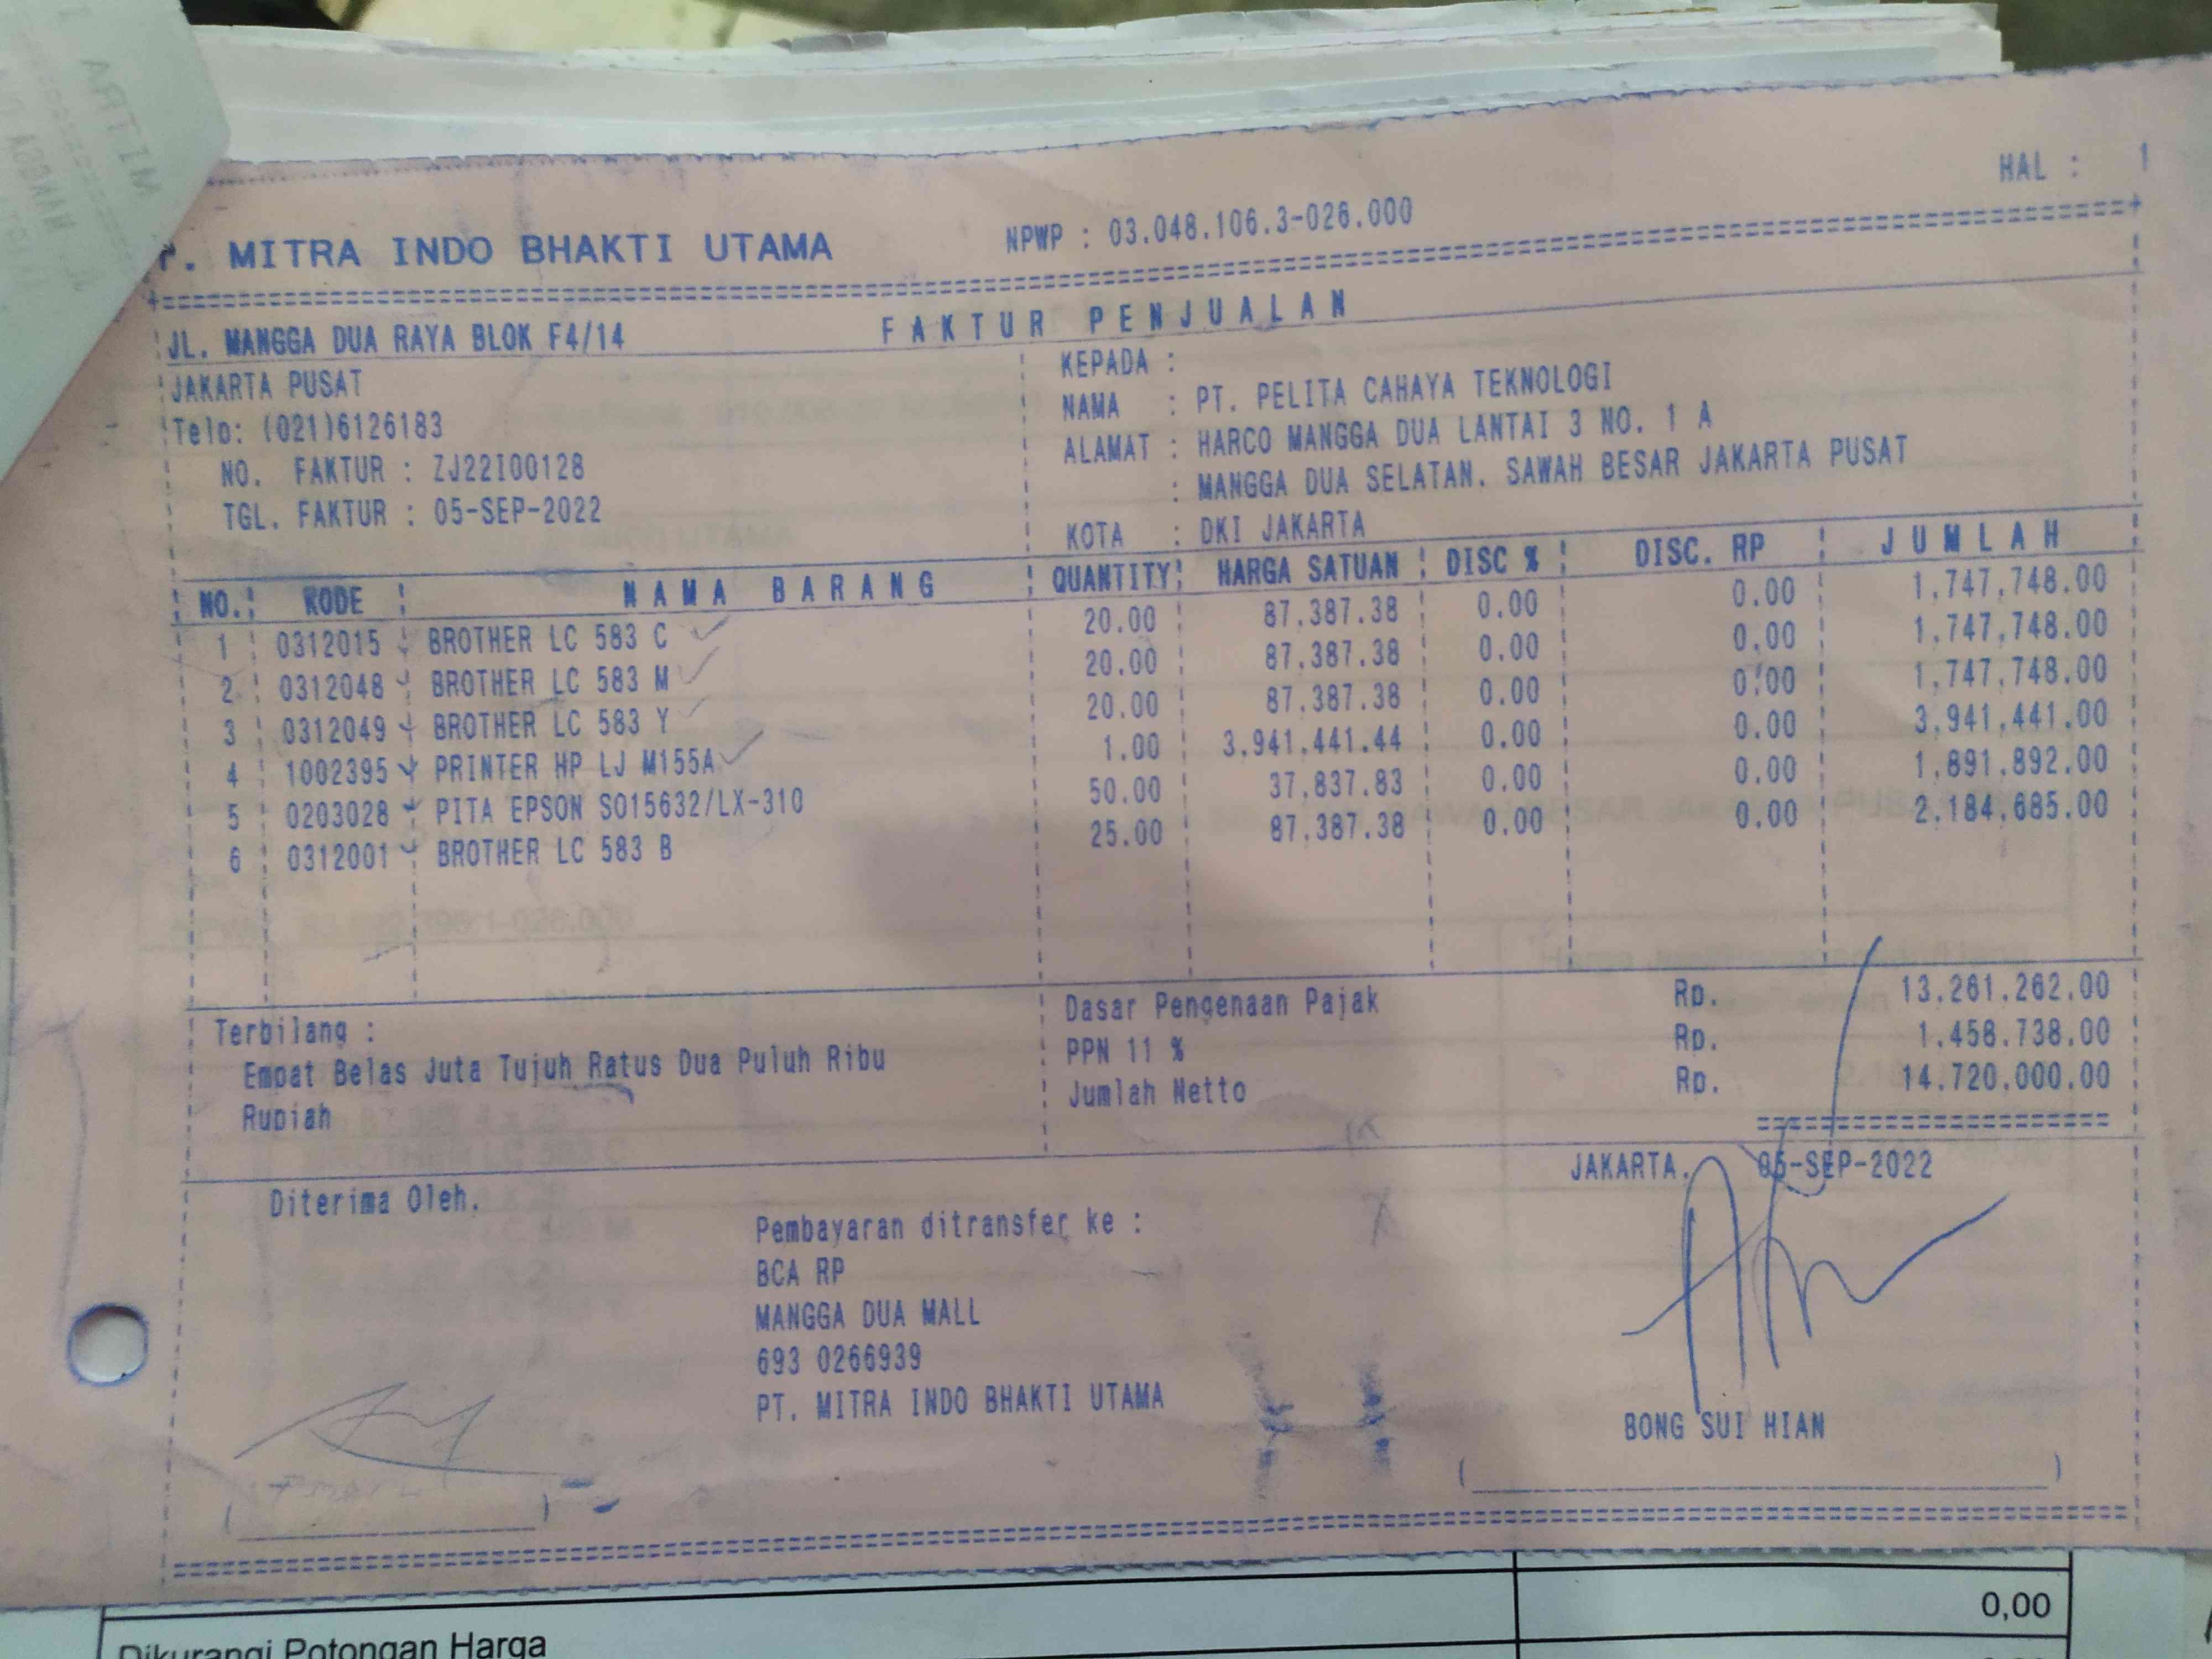 HAL : 1
. MITRA INDO BHAKTI UTAMA NPWP : 03.048.106.3-026.000
JL. MANGGA DUA RAYA BLOK F4/14 FAKTUR PENJUALAN
JAKARTA PUSAT KEPADA :
Telp: (021)6126183 NAMA : PT. PELITA CAHAYA TEKNOLOGI
NO. FAKTUR : ZJ22I00128 ALAMAT : HARCO MANGGA DUA LANTAI 3 NO. 1 A
TGL. FAKTUR : 05-SEP-2022 : MANGGA DUA SELATAN. SAWAH BESAR JAKARTA PUSAT
KOTA : DKI JAKARTA
NO. KODE NAMA BARANG QUANTITY HARGA SATUAN DISC % DISC. RP JUMLAH
1 0312015 BROTHER LC 583 C 20.00 87.387.38 0.00 0.00 1,747,748.00
2 0312048 BROTHER LC 583 M 20.00 87.387.38 0.00 0.00 1,747,748.00
3 0312049 BROTHER LC 583 Y 20.00 87.387.38 0.00 0.00 1,747,748.00
4 1002395 PRINTER HP LJ M155A 1.00 3.941.441.44 0.00 0.00 3.941.441.00
5 0203028 PITA EPSON SO15632/LX-310 50.00 37.837.83 0.00 0.00 1.891.892.00
6 0312001 BROTHER LC 583 B 25.00 87.387.38 0.00 0.00 2.184.685.00
Terbilang : Dasar Pengenaan Pajak Rp. 13.261.262.00
Empat Belas Juta Tujuh Ratus Dua Puluh Ribu PPN 11 % Rp. 1.458.738.00
Rupiah Jumlah Netto Rp. 14.720.000.00
Diterima Oleh. JAKARTA. 05-SEP-2022
Pembayaran ditransfer ke :
BCA RP
MANGGA DUA MALL
693 0266939
PT. MITRA INDO BHAKTI UTAMA
BONG SUI HIAN
0,00
Dikurangi Potongan Harga